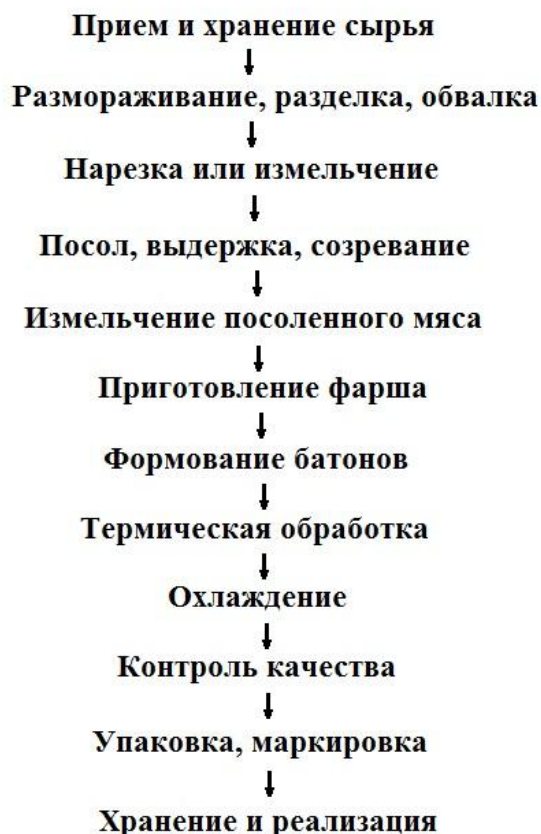 Прием и хранение сырья
Размораживание, разделка, обвалка
Нарезка или измельчение
Посол, выдержка, созревание
Измельчение посоленного мяса
Приготовление фарша
Формование батонов
Термическая обработка
Охлаждение
Контроль качества
Упаковка, маркировка
Хранение и реализация